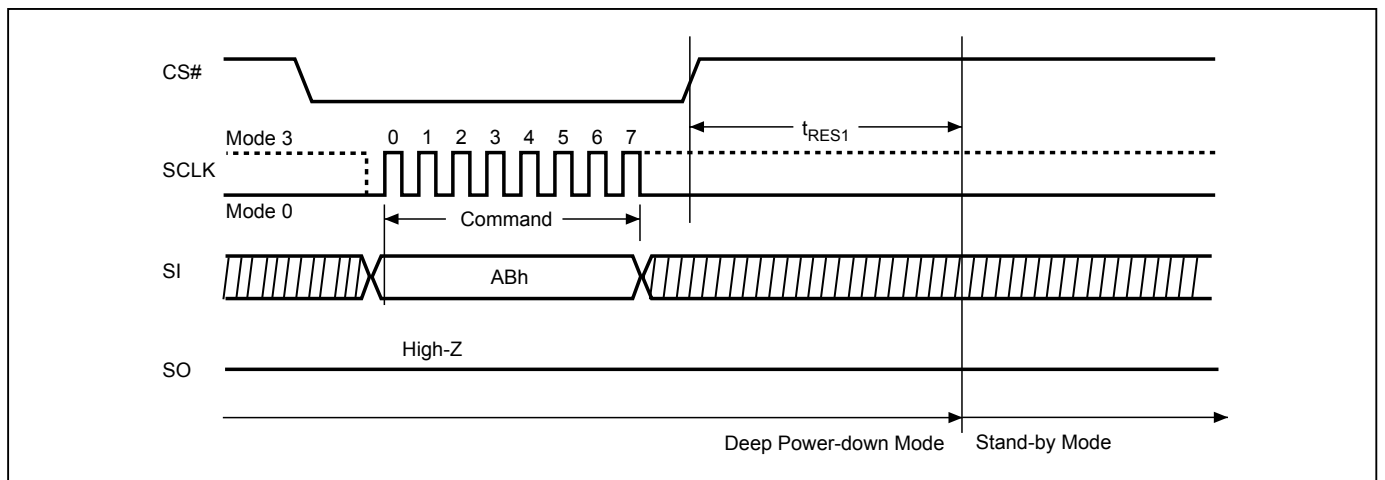 CS#
tRES1
Mode 3
0 1 2 3 4 5 6 7
SCLK
Mode 0
Command
SI
ABh
High-Z
SO
Deep Power-down Mode
Stand-by Mode